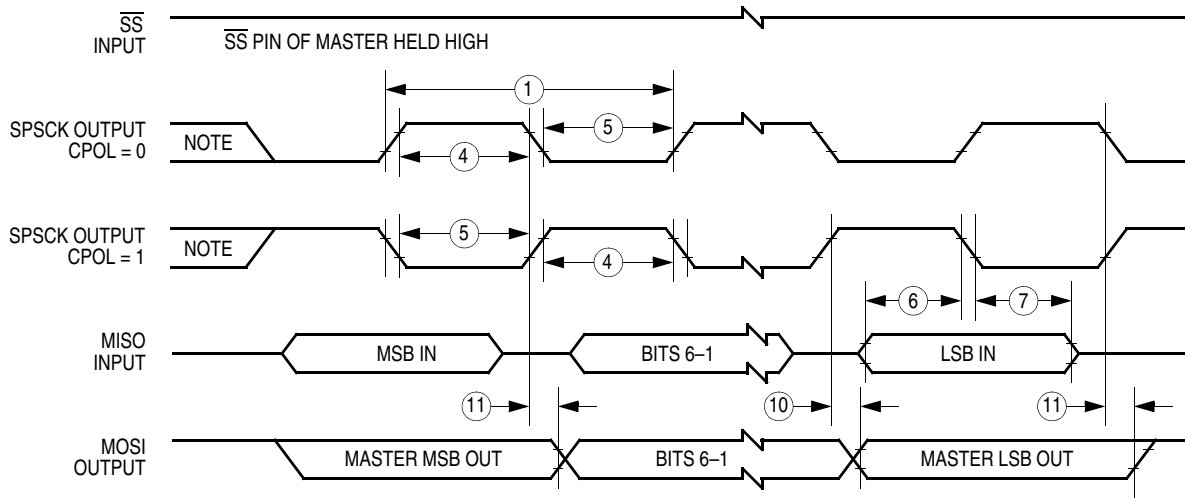 SS
INPUT
SS PIN OF MASTER HELD HIGH
1
SPSCK OUTPUT
CPOL = 0
NOTE
5
4
SPSCK OUTPUT
CPOL = 1
NOTE
5
4
6
7
MISO
INPUT
MSB IN
BITS 6–1
LSB IN
11
10
11
MOSI
OUTPUT
MASTER MSB OUT
BITS 6–1
MASTER LSB OUT